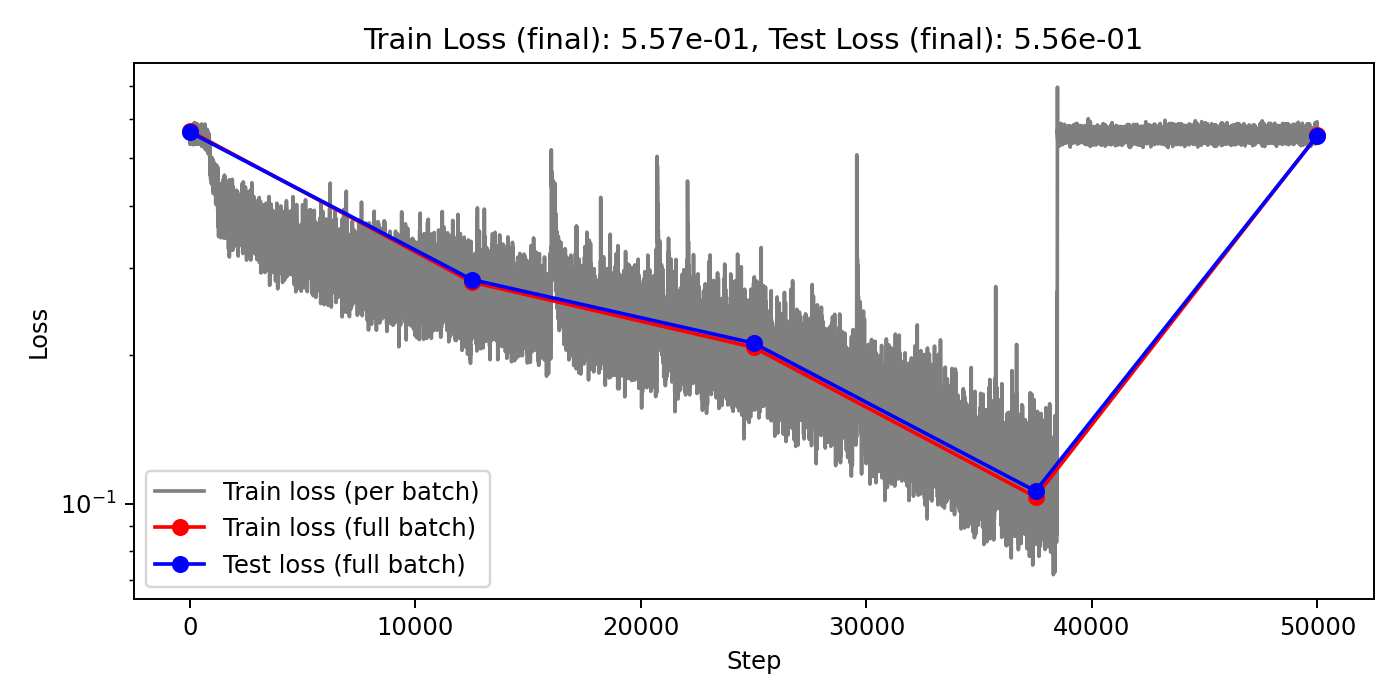 Train Loss (final): 5.57e-01, Test Loss (final): 5.56e-01
Loss
10⁻¹
Train loss (per batch)
Train loss (full batch)
Test loss (full batch)
0 10000 20000 30000 40000 50000
Step